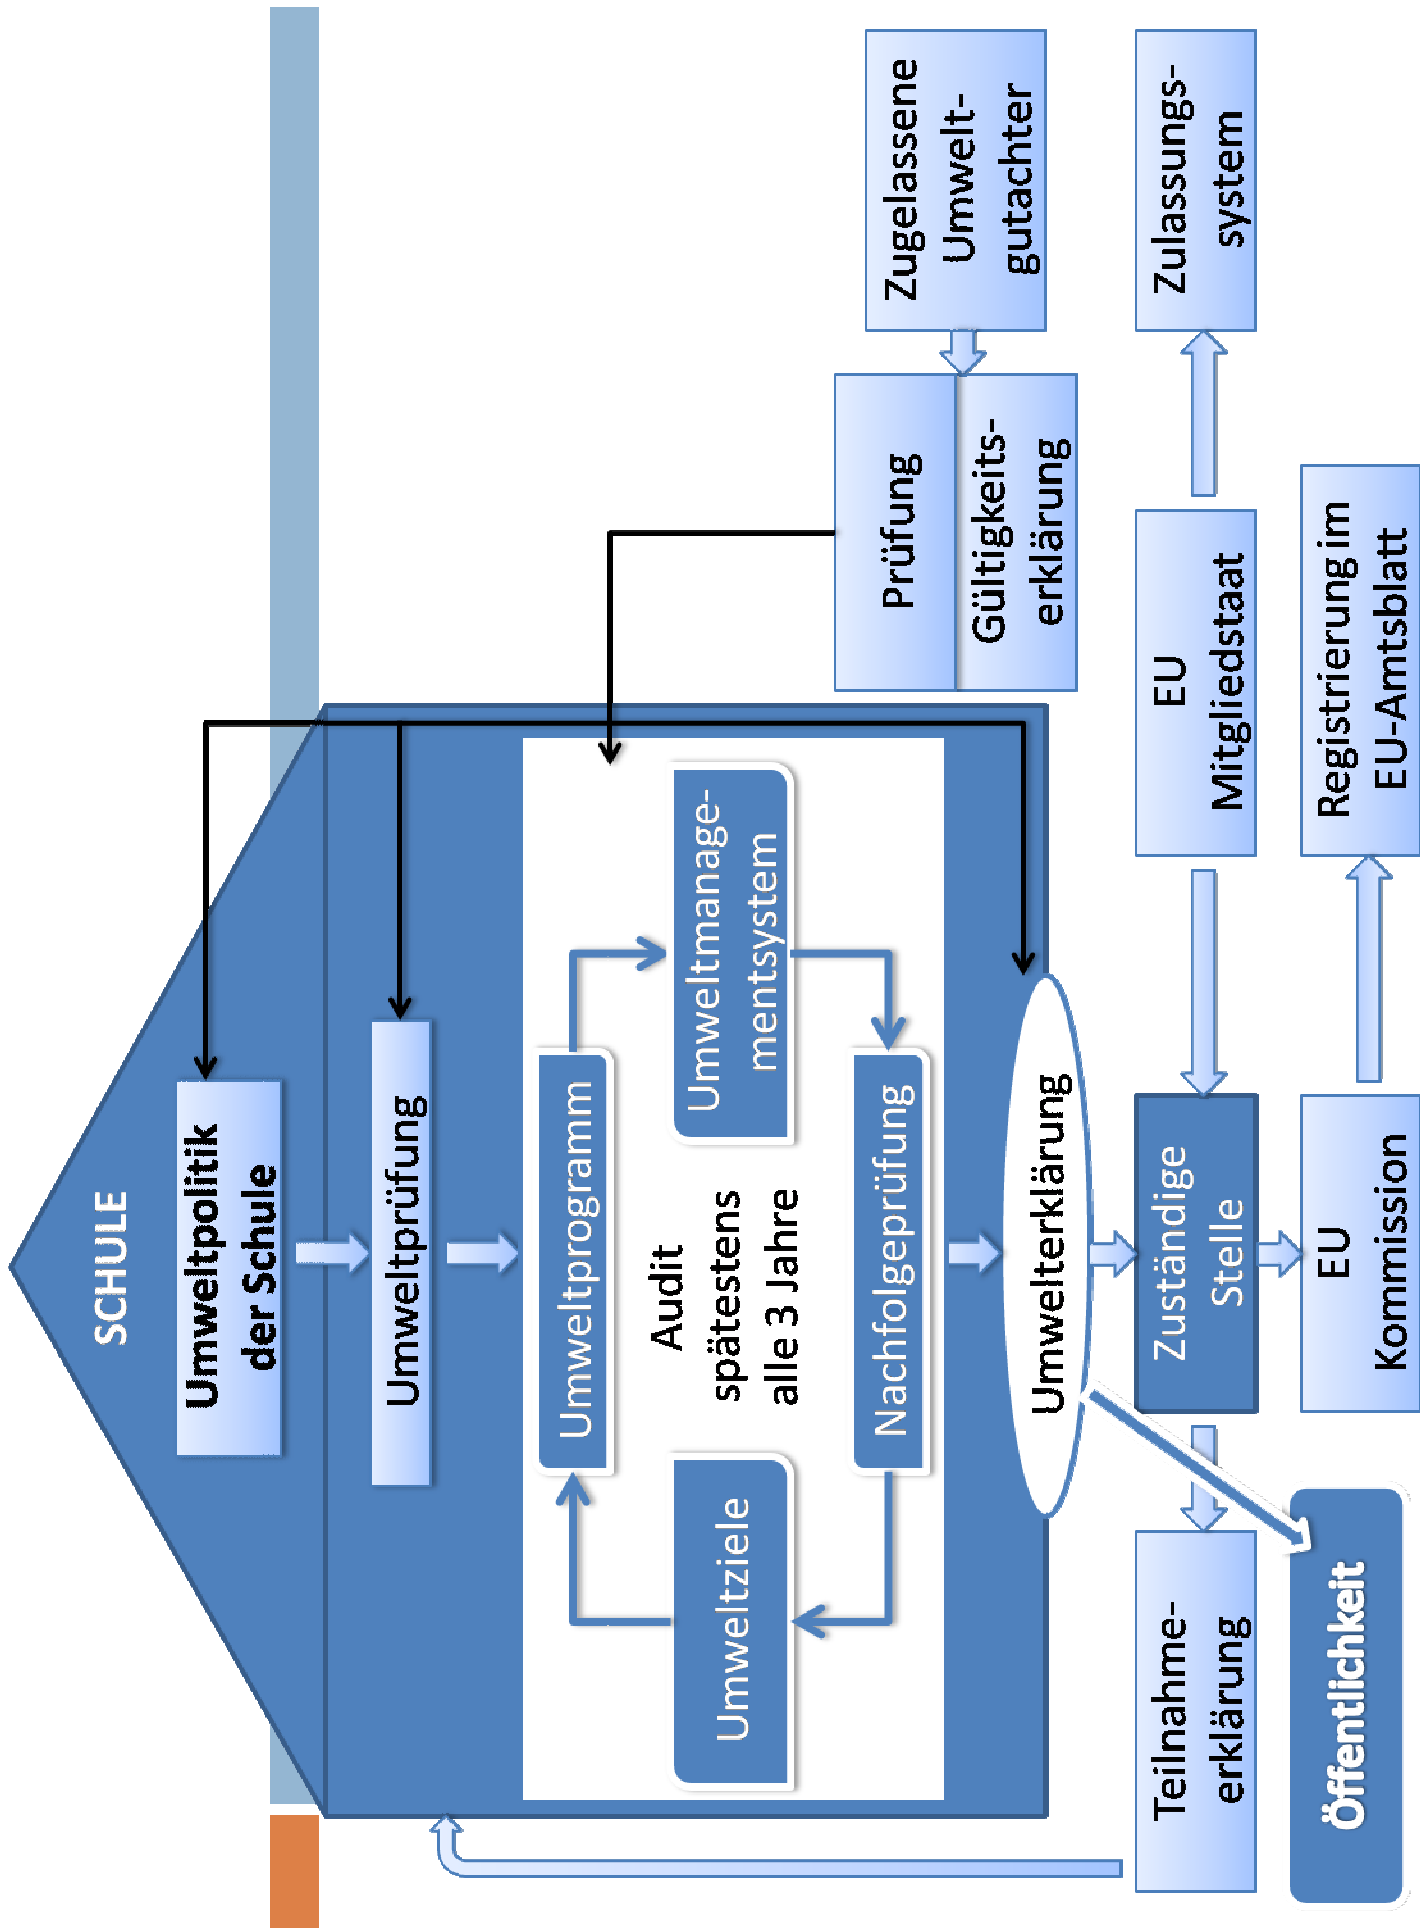 SCHULE
Umweltpolitik
der Schule
Umweltprüfung
Umweltprogramm
Umweltziele
Audit
spätestens
alle 3 Jahre
Umweltmanage-
mentsystem
Nachfolgeprüfung
Umwelterklärung
Prüfung
Gültigkeits-
erklärung
Zugelassene
Umwelt-
gutachter
Teilnahme-
erklärung
Zuständige
Stelle
EU
Mitgliedstaat
Zulassungs-
system
Öffentlichkeit
EU
Kommission
Registrierung im
EU-Amtsblatt